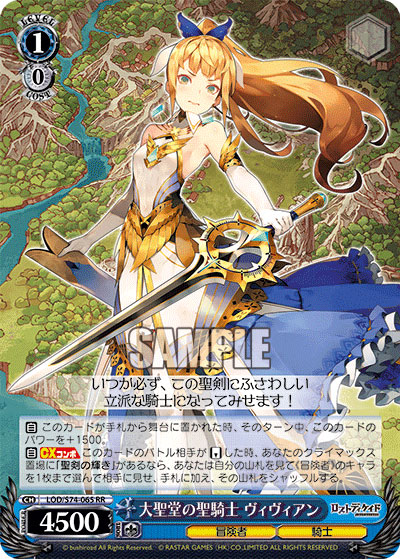 LEVEL
1
0
COST
SAMPLE
いつか必ず、この聖剣にふさわしい
立派な騎士になってみせます！
自 このカードが手札から舞台に置かれた時、そのターン中、このカードの
パワーを+1500。
自 CXコンボ このカードのバトル相手が した時、あなたのクライマックス
置場に「聖剣の輝き」があるなら、あなたは自分の山札を見て《冒険者》のキャラ
を1枚まで選んで相手に見せ、手札に加え、その山札をシャッフルする。
Ch LOD/S74-065 RR
4500
大聖堂の聖騎士 ヴィヴィアン
ロストディケイド
冒険者 騎士
©bushiroad All Rights Reserved. © RASTAR GAMES (HK) CO.,LIMITED ALL RIGHTS RESERVED.